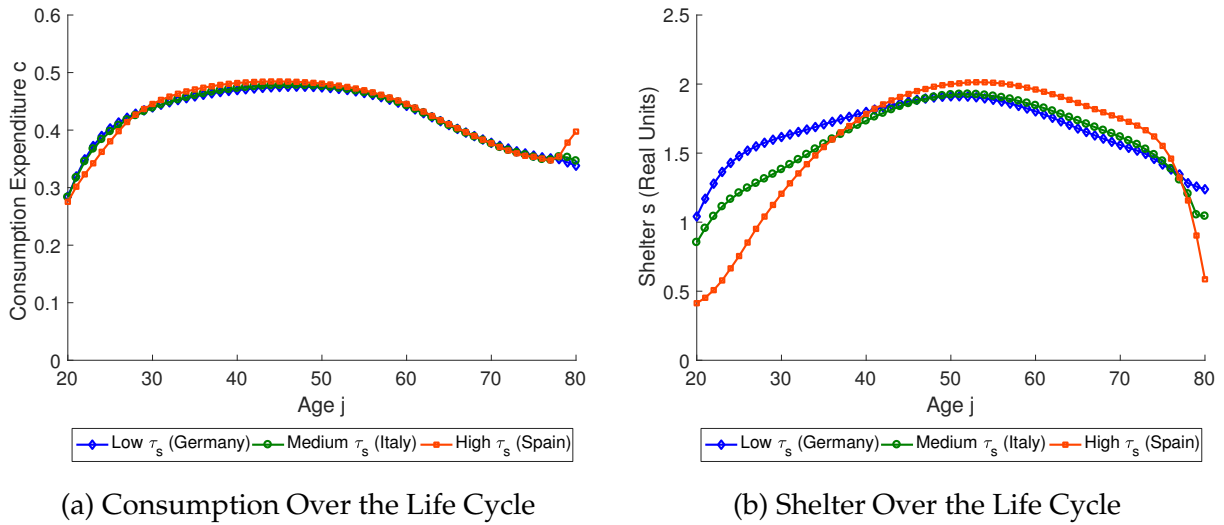 0.6
0.5
0.4
0.3
0.2
0.1
0
Consumption Expenditure c
20 30 40 50 60 70 80
Age j
Low τs (Germany) Medium τs (Italy) High τs (Spain)
(a) Consumption Over the Life Cycle
2.5
2
1.5
1
0.5
0
Shelter s (Real Units)
20 30 40 50 60 70 80
Age j
Low τs (Germany) Medium τs (Italy) High τs (Spain)
(b) Shelter Over the Life Cycle